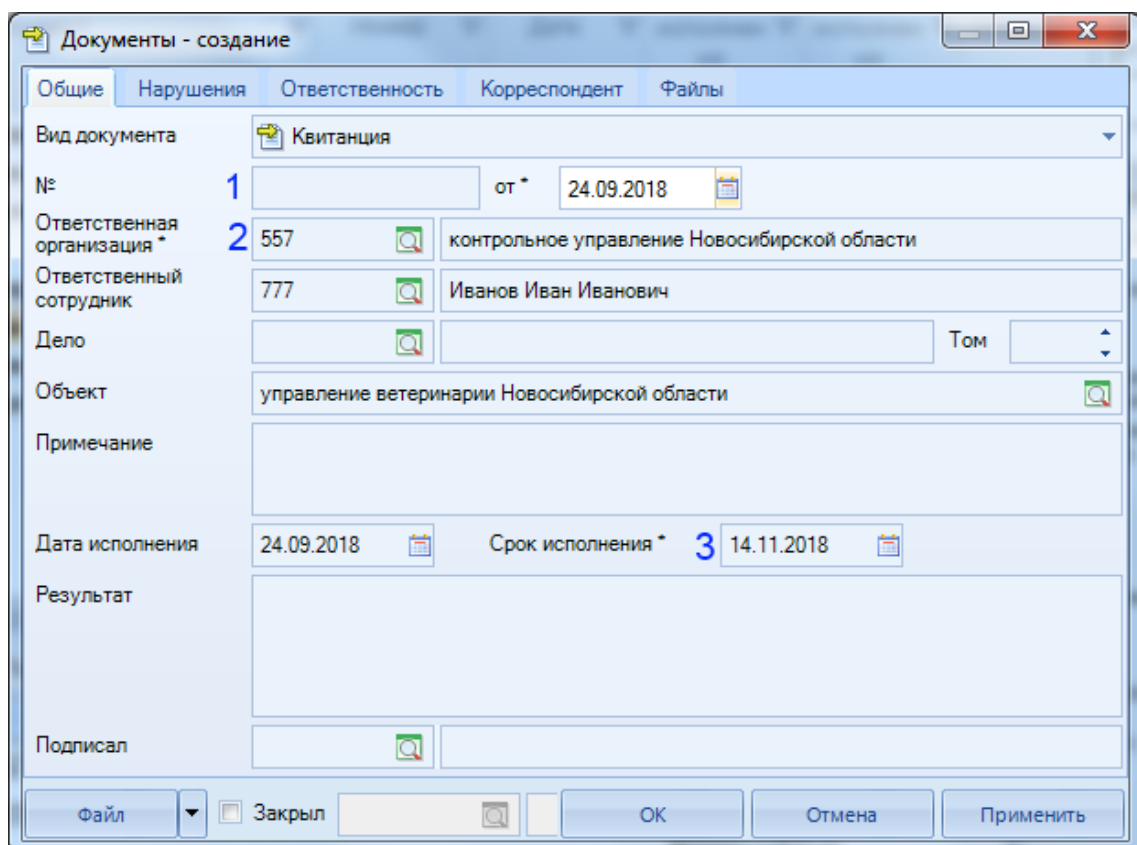 Документы - создание
Общие Нарушения Ответственность Корреспондент Файлы
Вид документа Квитанция
№ 1 от * 24.09.2018
Ответственная
организация * 2 557 контрольное управление Новосибирской области
Ответственный
сотрудник 777 Иванов Иван Иванович
Дело Том
Объект управление ветеринарии Новосибирской области
Примечание
Дата исполнения 24.09.2018 Срок исполнения * 3 14.11.2018
Результат
Подписал
Файл Закрыл ОК Отмена Применить